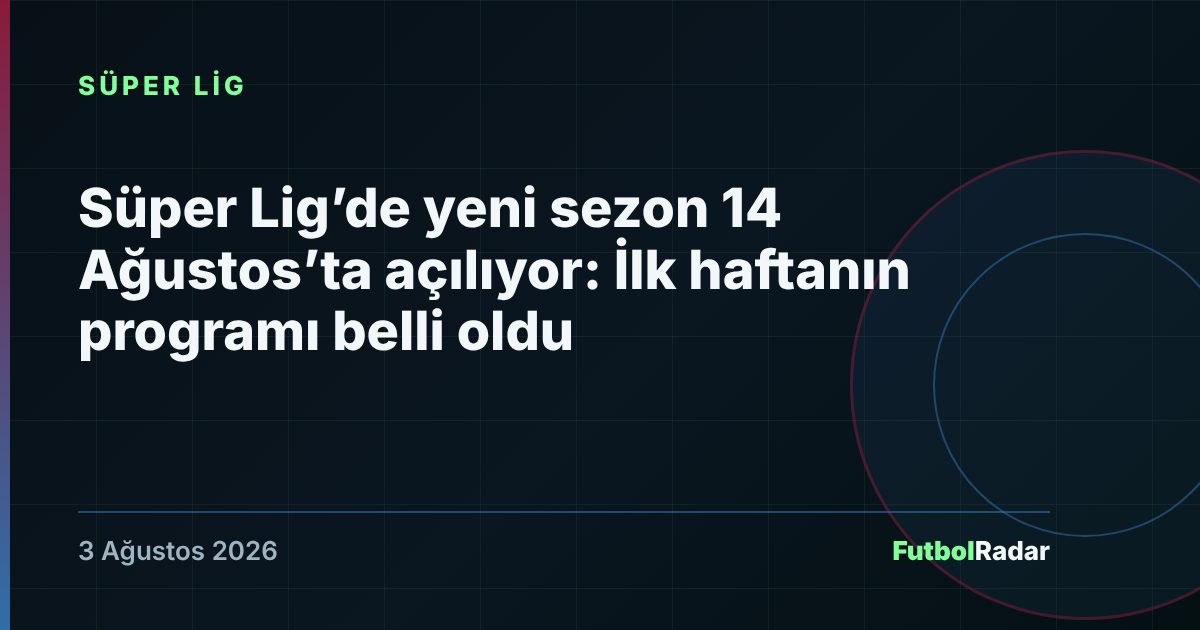 SÜPER LİG
Süper Lig’de yeni sezon 14
Ağustos’ta açılıyor: İlk haftanın
programı belli oldu
3 Ağustos 2026
FutbolRadar